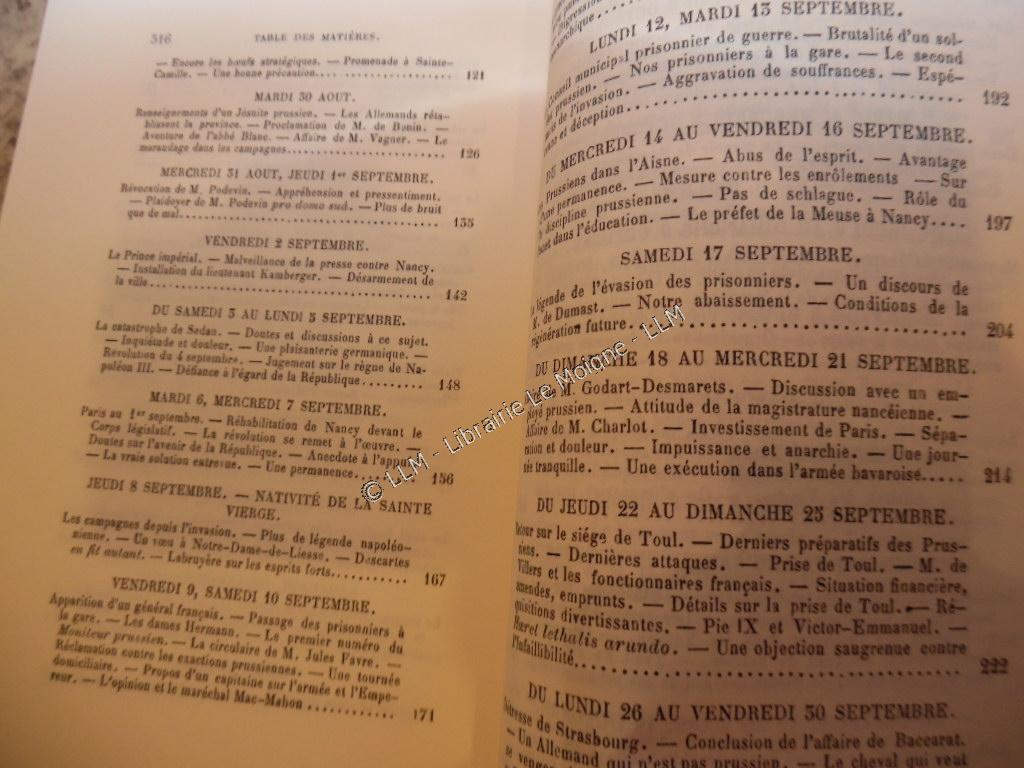 516 TABLE DES MATIÈRES.
— Encore les bœufs stratégiques. — Promenade à Sainte-
Camille. — Une bonne précaution.... 121
MARDI 30 AOUT.
Renseignements d'un Jésuite prussien. — Les Allemands réta-
blissent la province. — Proclamation de M. de Bonin. —
Aventure de l'abbé Blanc. — Affaire de M. Vagner. — Le
maraudage dans les campagnes.... 126
MERCREDI 31 AOUT, JEUDI 1er SEPTEMBRE.
Révocation de M. Podevin. — Appréhension et pressentiment.
— Plaidoyer de M. Podevin pro domo suâ. — Plus de bruit
que de mal.... 135
VENDREDI 2 SEPTEMBRE.
Le Prince impérial. — Malveillance de la presse contre Nancy.
— Installation du lieutenant Kamberger. — Désarmement de
la ville.... 142
DU SAMEDI 3 AU LUNDI 5 SEPTEMBRE.
La catastrophe de Sedan. — Doutes et discussions à ce sujet.
— Inquiétude et douleur. — Une plaisanterie germanique. —
Révolution du 4 septembre. — Jugement sur le règne de Na-
poléon III. — Défiance à l'égard de la République.... 148
MARDI 6, MERCREDI 7 SEPTEMBRE.
Paris au 1er septembre. — Réhabilitation de Nancy devant le
Corps législatif. — La révolution se remet à l'œuvre. —
Doutes sur l'avenir de la République. — Anecdote à l'appui.
— La vraie solution entrevue. — Une permanence.... 156
JEUDI 8 SEPTEMBRE. — NATIVITÉ DE LA SAINTE
VIERGE.
Les campagnes depuis l'invasion. — Plus de légende napoléo-
nienne. — Un vœu à Notre-Dame-de-Liesse. — Descartes
en fit autant. — Labruyère sur les esprits forts.... 167
VENDREDI 9, SAMEDI 10 SEPTEMBRE.
Apparition d'un général français. — Passage des prisonniers à
la gare. — Les dames Hermann. — Le premier numéro du
Moniteur prussien. — La circulaire de M. Jules Favre. —
Réclamation contre les exactions prussiennes. — Une tournée
domiciliaire. — Propos d'un capitaine sur l'armée et l'Empe-
reur. — L'opinion et le maréchal Mac-Mahon.... 171
LUNDI 12, MARDI 13 SEPTEMBRE.
Conseil municipal prisonnier de guerre. — Brutalité d'un sol-
prussien. — Nos prisonniers à la gare. — Le second
de l'invasion. — Aggravation de souffrances. — Espé-
et déception.... 192
DU MERCREDI 14 AU VENDREDI 16 SEPTEMBRE.
Prussiens dans l'Aisne. — Abus de l'esprit. — Avantage
d'une permanence. — Mesure contre les enrôlements — Sur
discipline prussienne. — Pas de schlague. — Rôle du
dans l'éducation. — Le préfet de la Meuse à Nancy.... 197
SAMEDI 17 SEPTEMBRE.
légende de l'évasion des prisonniers. — Un discours de
M. de Dumast. — Notre abaissement. — Conditions de la
régénération future.... 204
DU DIMANCHE 18 AU MERCREDI 21 SEPTEMBRE.
M. Godart-Desmarets. — Discussion avec un em-
ployé prussien. — Attitude de la magistrature nancéienne. —
Affaire de M. Charlot. — Investissement de Paris. — Sépa-
ration et douleur. — Impuissance et anarchie. — Une jour-
née tranquille. — Une exécution dans l'armée bavaroise.... 214
DU JEUDI 22 AU DIMANCHE 25 SEPTEMBRE.
Retour sur le siége de Toul. — Derniers préparatifs des Prus-
siens. — Dernières attaques. — Prise de Toul. — M. de
Villers et les fonctionnaires français. — Situation financière,
amendes, emprunts. — Détails sur la prise de Toul. — Ré-
quisitions divertissantes. — Pie IX et Victor-Emmanuel. —
Hæret lethalis arundo. — Une objection saugrenue contre
l'infaillibilité.... 222
DU LUNDI 26 AU VENDREDI 30 SEPTEMBRE.
Détresse de Strasbourg. — Conclusion de l'affaire de Baccarat.
— Un Allemand qui n'est pas prussien. — Le cheval qui veut
se venger
© LLM - Librairie Le Moigne - LLM